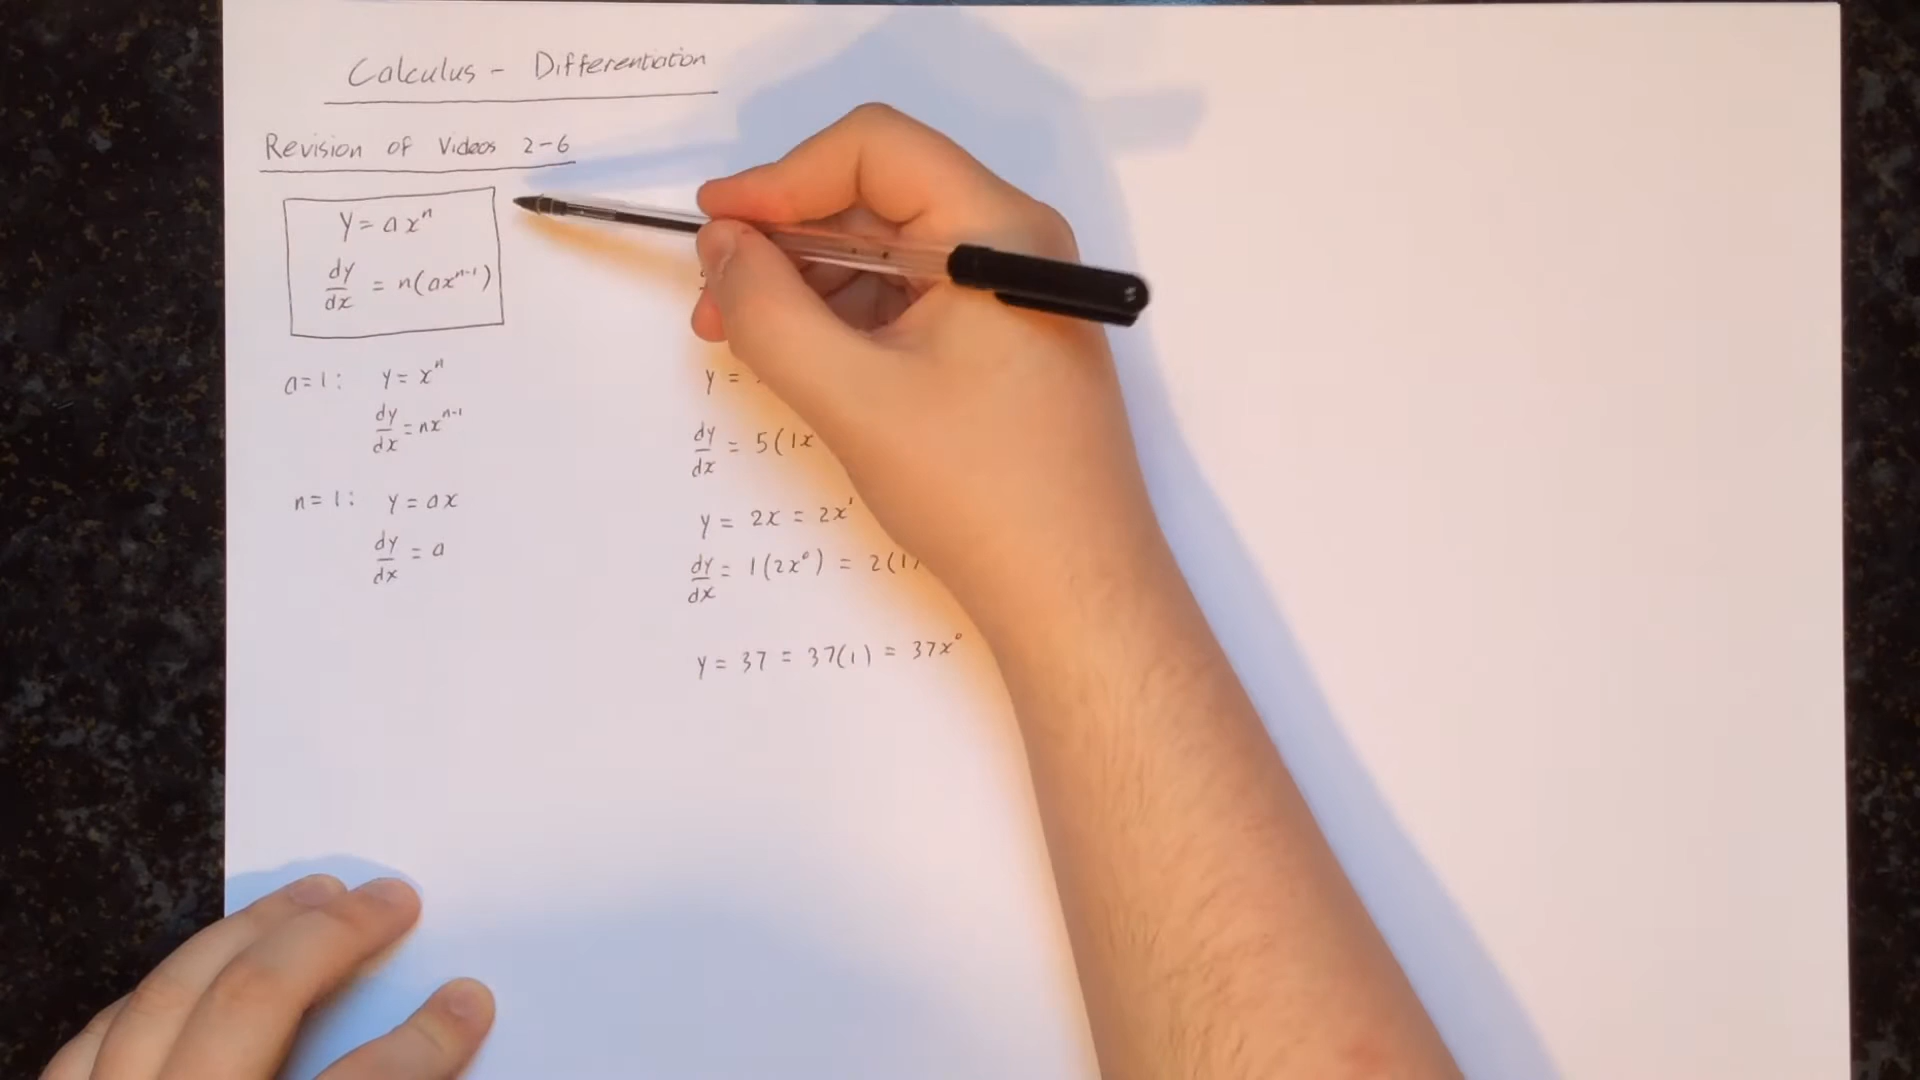 Calculus - Differentiation
Revision of Videos 2-6
y = ax^n
dy/dx = n(ax^{n-1})
a=1: y = x^n
dy/dx = nx^{n-1}
n=1: y = ax
dy/dx = a
y =
dy/dx = 5(1x
y = 2x = 2x^1
dy/dx = 1(2x^0) = 2(1)
y = 37 = 37(1) = 37x^0